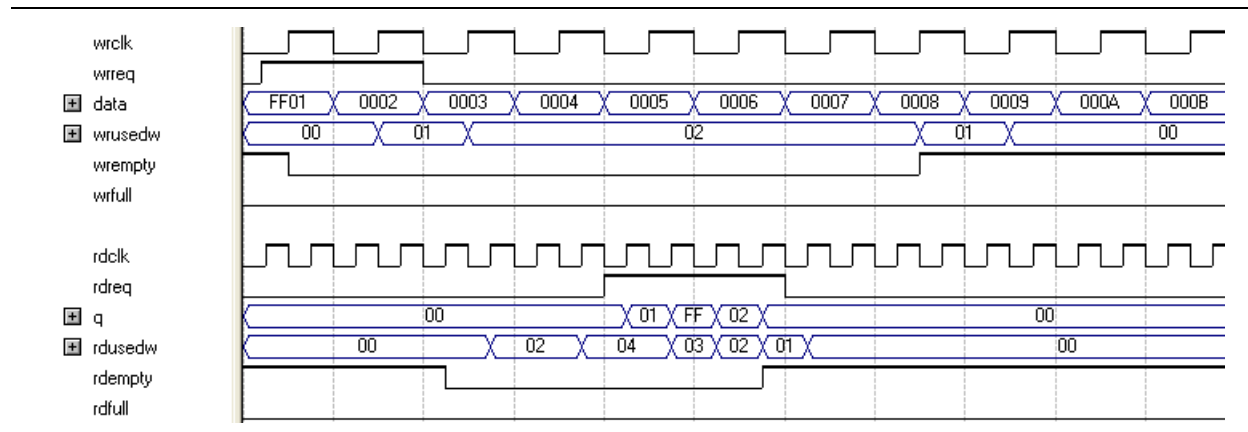 wrclk
wrreq
data FF01 0002 0003 0004 0005 0006 0007 0008 0009 000A 000B
wrusedw 00 01 02 01 00
wrempty
wrfull
rdclk
rdreq
q 00 01 FF 02 00
rdusedw 00 02 04 03 02 01 00
rdempty
rdfull